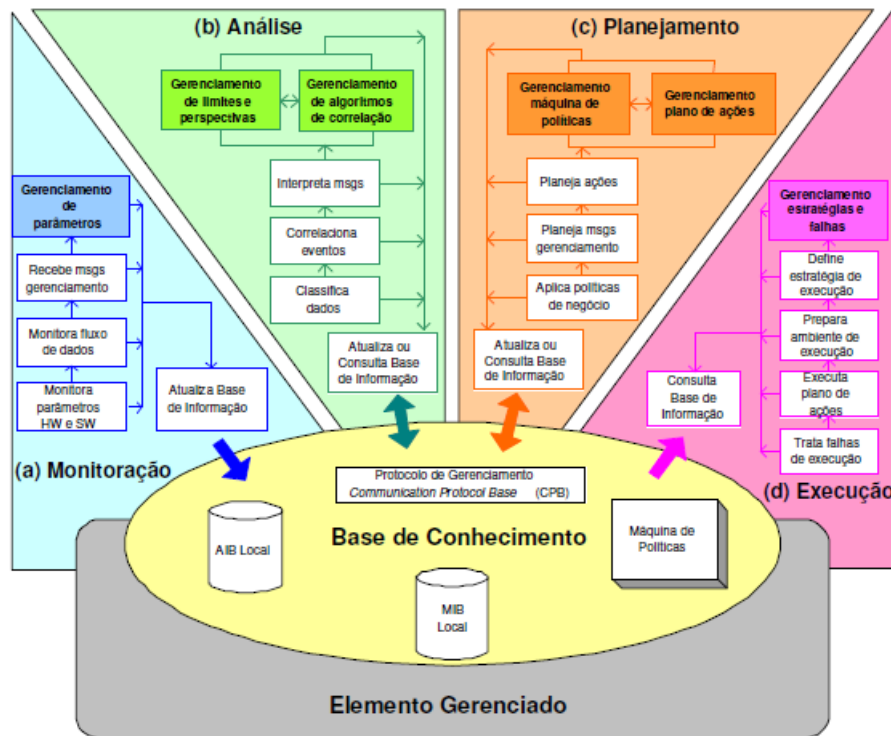 (b) Análise
Gerenciamento
de limites e
perspectivas
Gerenciamento
de algoritmos
de correlação
Interpreta msgs
Correlaciona
eventos
Classifica
dados
Atualiza ou
Consulta Base
de Informação
(c) Planejamento
Gerenciamento
máquina de
políticas
Gerenciamento
plano de ações
Planeja ações
Planeja msgs
gerenciamento
Aplica políticas
de negócio
Atualiza ou
Consulta Base
de Informação
Gerenciamento
de
parâmetros
Recebe msgs
gerenciamento
Monitora fluxo
de dados
Monitora
parâmetros
HW e SW
Atualiza Base
de Informação
(a) Monitoração
Gerenciamento
estratégias e
falhas
Define
estratégia de
execução
Prepara
ambiente de
execução
Executa
plano de
ações
Trata falhas
de execução
Consulta
Base de
Informação
(d) Execução
Protocolo de Gerenciamento
Communication Protocol Base (CPB)
Base de Conhecimento
AIB Local
MIB
Local
Máquina de
Políticas
Elemento Gerenciado